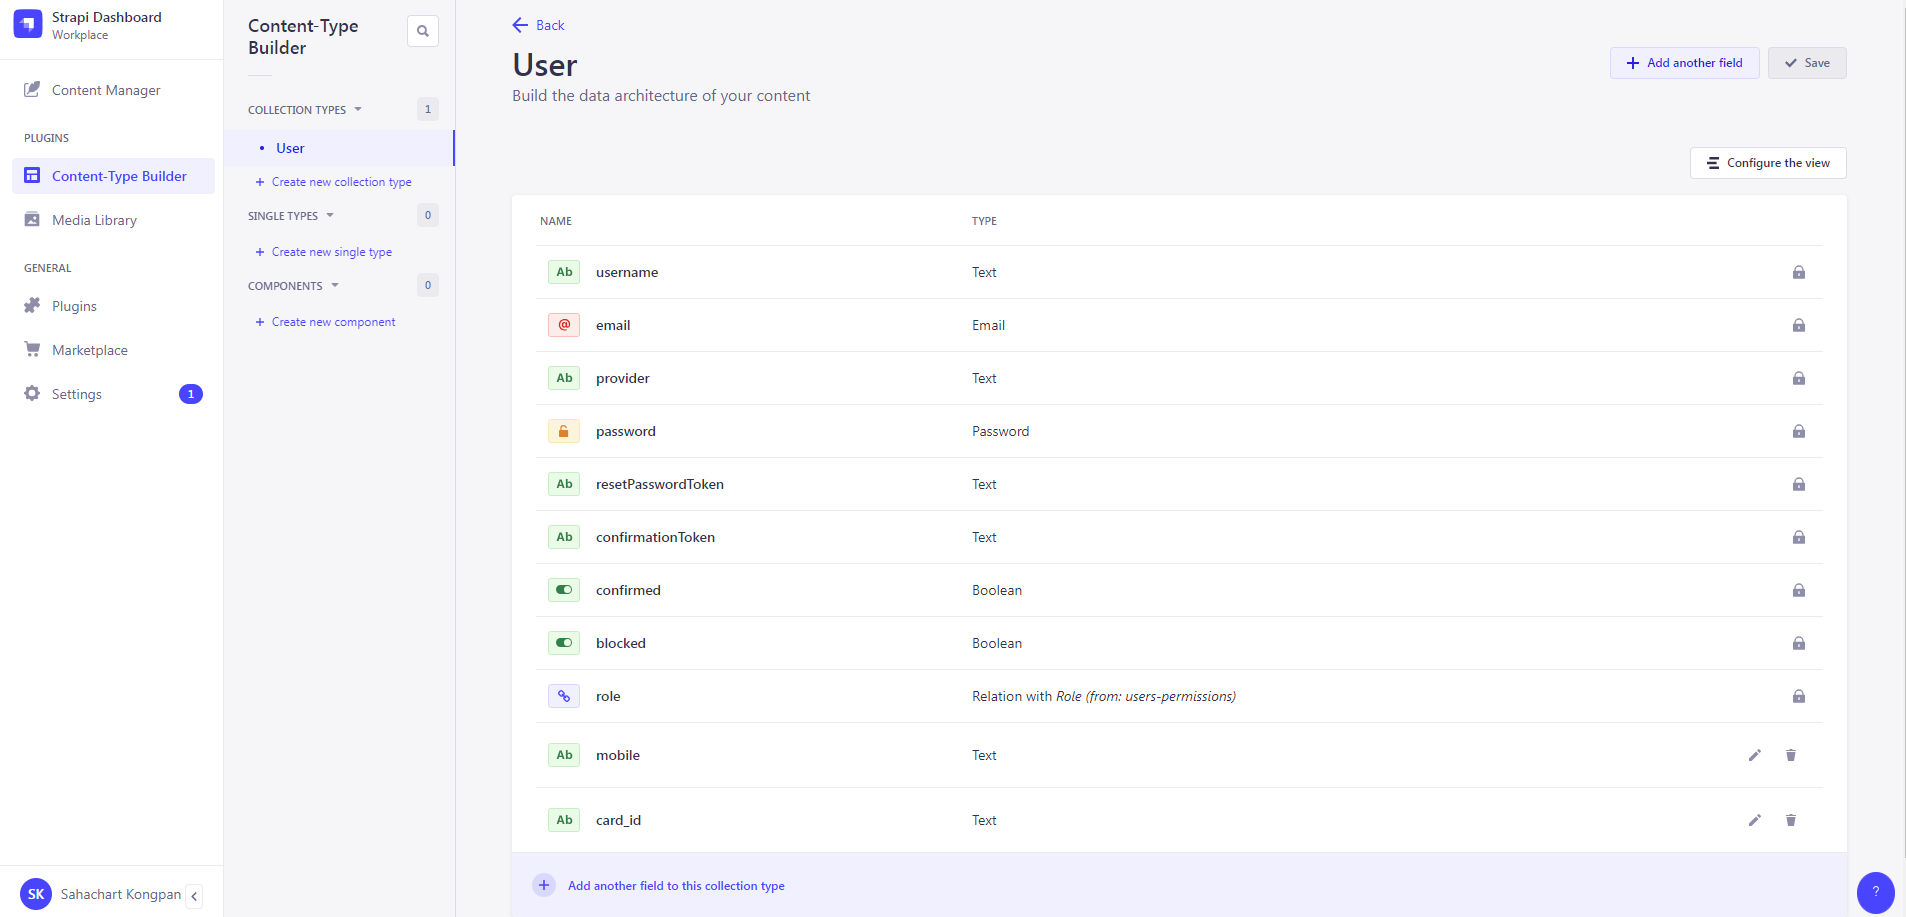 Strapi Dashboard
Workplace
Content Manager
PLUGINS
Content-Type Builder
Media Library
GENERAL
Plugins
Marketplace
Settings
1
SK
Sahachart Kongpan
Content-Type
Builder
COLLECTION TYPES
1
User
Create new collection type
SINGLE TYPES
0
Create new single type
COMPONENTS
0
Create new component
Back
User
Build the data architecture of your content
Add another field
Save
Configure the view
NAME TYPE
Ab username Text
@ email Email
Ab provider Text
password Password
Ab resetPasswordToken Text
Ab confirmationToken Text
confirmed Boolean
blocked Boolean
role Relation with Role (from: users-permissions)
Ab mobile Text
Ab card_id Text
Add another field to this collection type
?